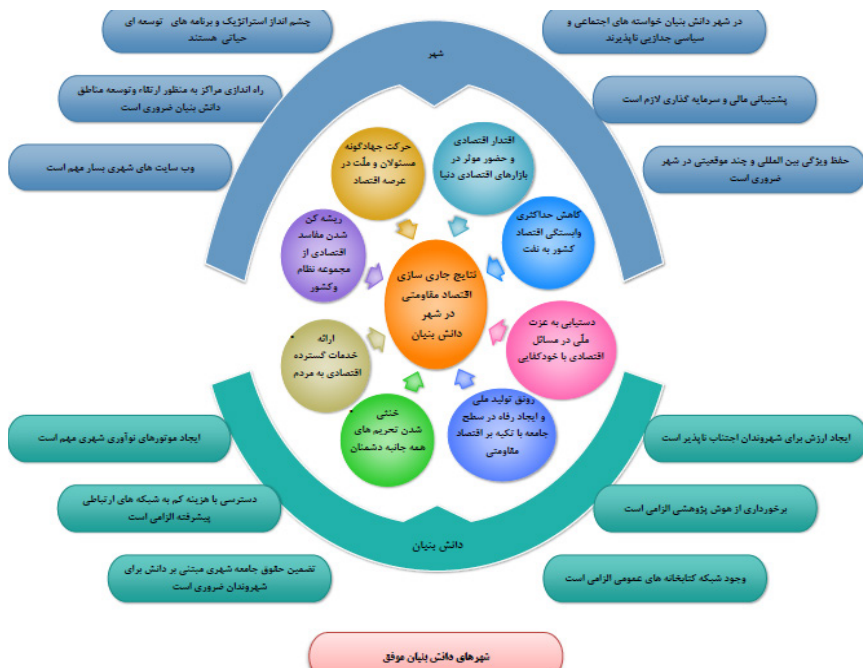 در شهر دانش بنیان خواسته های اجتماعی و
سیاسی جدازیی ناپذیرند
پشتیبانی مالی و سرمایه گذاری لازم است
حفظ ویژگی بین المللی و چند موقعیتی در شهر
ضروری است
چشم انداز استراتژیک و برنامه های توسعه ای
حیاتی هستند
راه اندازی مراکز به منظور ارتقاء وتوسعه مناطق
دانش بنیان ضروری است
وب سایت های شهری بسار مهم است
شهر
اقتدار اقتصادی
و حضور موثر در
بازارهای اقتصادی دنیا
حرکت جهادگونه
مسئولان و ملّت در
عرصه اقتصاد
کاهش حداکثری
وابستگی اقتصاد
کشور به نفت
ریشه کن
شدن مفاسد
اقتصادی از
مجموعه نظام
وکشور
نتایج جاری سازی
اقتصاد مقاومتی
در شهر
دانش بنیان
دستیابی به عزت
ملّی در مسائل
اقتصادی با خودکفایی
ارائه
خدمات گسترده
اقتصادی به مردم
رونق تولید ملی
و ایجاد رفاه در سطح
جامعه با تکیه بر اقتصاد
مقاومتی
خنثی
شدن تحریم های
همه جانبه دشمنان
دانش بنیان
ایجاد ارزش برای شهروندان اجتناب ناپذیر است
برخورداری از هوش پژوهشی الزامی است
وجود شبکه کتابخانه های عمومی الزامی است
ایجاد موتورهای نوآوری شهری مهم است
دسترسی با هزینه کم به شبکه های ارتباطی
پیشرفته الزامی است
تضمین حقوق جامعه شهری مبتنی بر دانش برای
شهروندان ضروری است
شهرهای دانش بنیان موفق